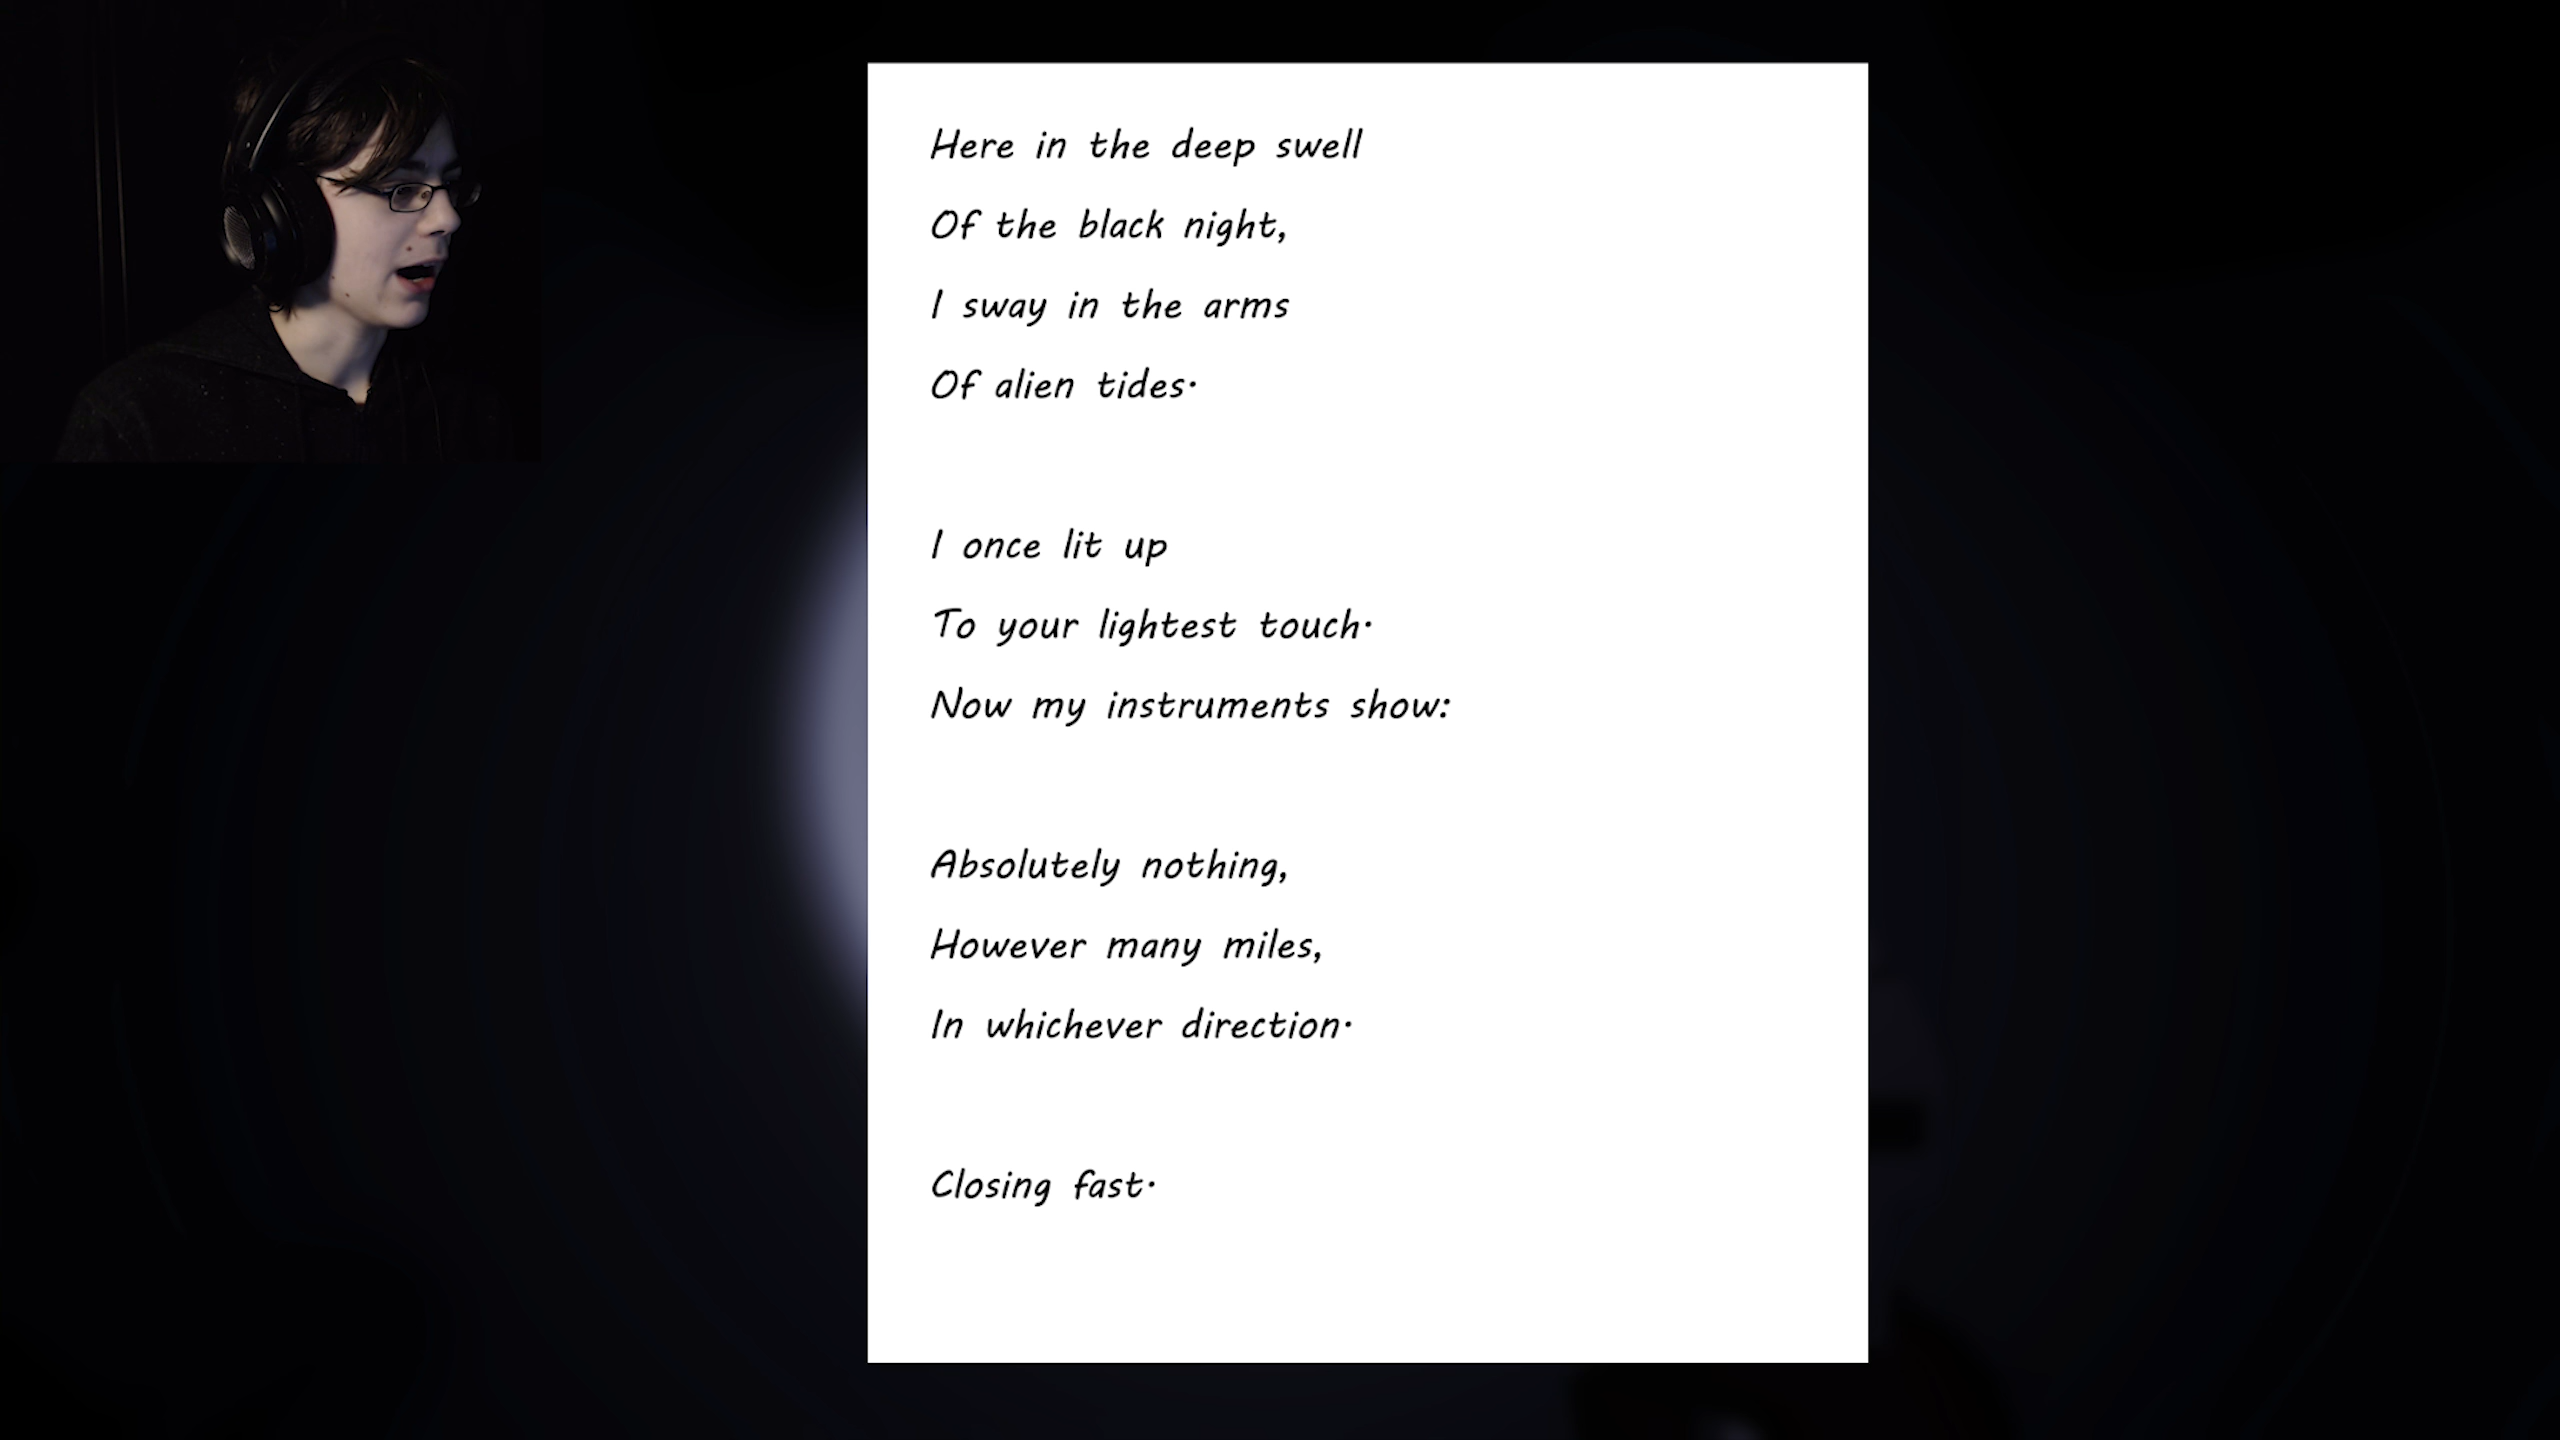 Here in the deep swell
Of the black night,
I sway in the arms
Of alien tides.
I once lit up
To your lightest touch.
Now my instruments show:
Absolutely nothing,
However many miles,
In whichever direction.
Closing fast.